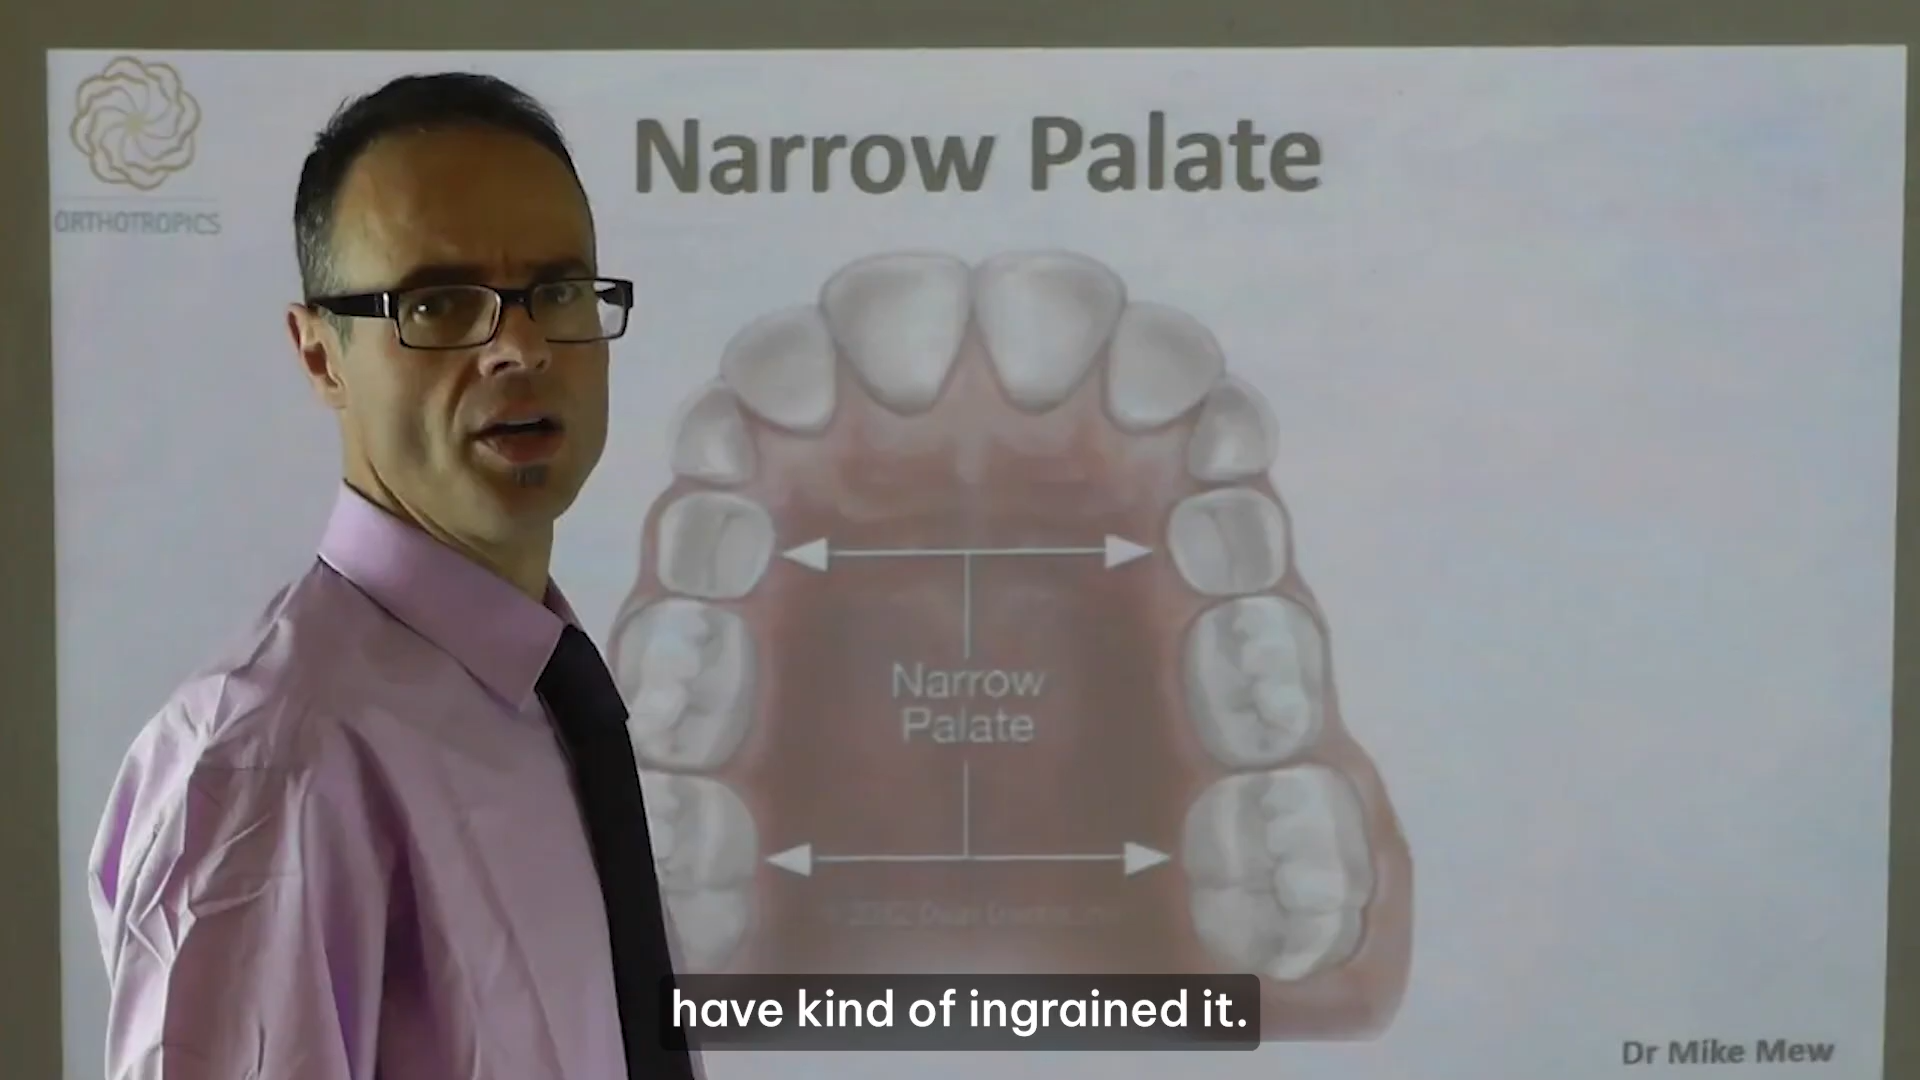 ORTHOTROPICS
Narrow Palate
Narrow
Palate
have kind of ingrained it.
Dr Mike Mew